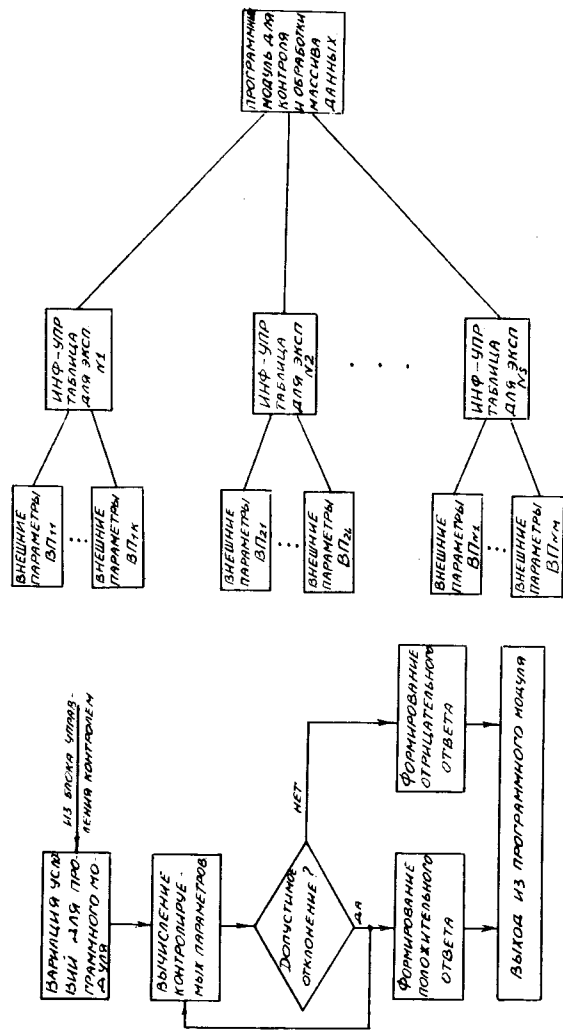 ВАРИАЦИЯ УСЛО-
ВИЙ ДЛЯ ПРО-
ГРАММНОГО МО-
ДУЛЯ
ИЗ БЛОКА УПРАВ-
ЛЕНИЯ КОНТРОЛЕМ
ВЫЧИСЛЕНИЕ
КОНТРОЛИРУЕ-
МЫХ ПАРАМЕТРОВ
ДОПУСТИМОЕ
ОТКЛОНЕНИЕ?
НЕТ
ДА
ФОРМИРОВАНИЕ
ПОЛОЖИТЕЛЬНОГО
ОТВЕТА
ФОРМИРОВАНИЕ
ОТРИЦАТЕЛЬНОГО
ОТВЕТА
ВЫХОД ИЗ ПРОГРАММНОГО МОДУЛЯ
ВНЕШНИЕ
ПАРАМЕТРЫ
ВП11
...
ВНЕШНИЕ
ПАРАМЕТРЫ
ВП1К
ИНФ-УПР
ТАБЛИЦА
ДЛЯ ЭКСП
N1
ВНЕШНИЕ
ПАРАМЕТРЫ
ВП21
...
ВНЕШНИЕ
ПАРАМЕТРЫ
ВП2L
ИНФ-УПР
ТАБЛИЦА
ДЛЯ ЭКСП
N2
...
ВНЕШНИЕ
ПАРАМЕТРЫ
ВПN1
...
ВНЕШНИЕ
ПАРАМЕТРЫ
ВПNM
ИНФ-УПР
ТАБЛИЦА
ДЛЯ ЭКСП
ПРОГРАММН
МОДУЛЬ ДЛЯ
КОНТРОЛЯ
И ОБРАБОТКИ
МАССИВА
ДАННЫХ